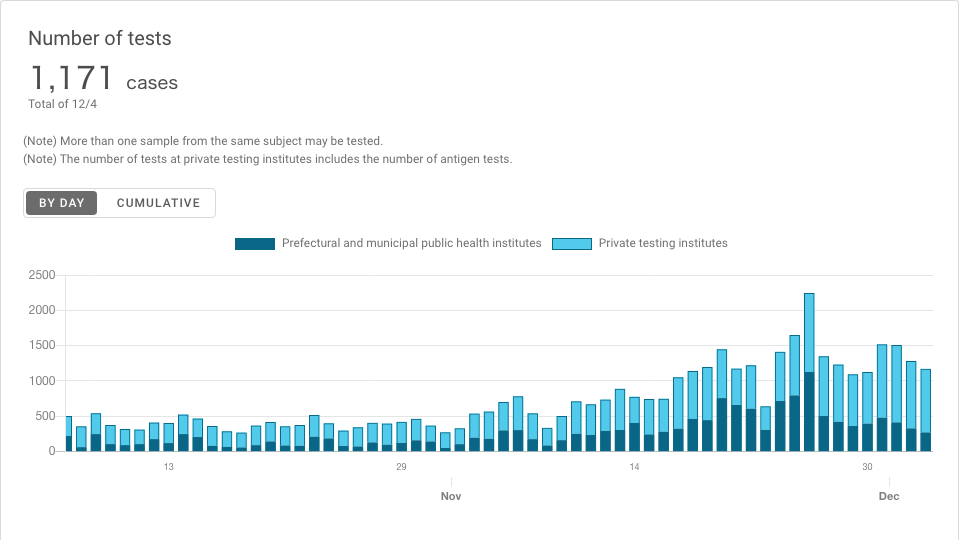 Number of tests
1,171 cases
Total of 12/4
(Note) More than one sample from the same subject may be tested.
(Note) The number of tests at private testing institutes includes the number of antigen tests.
BY DAY CUMULATIVE
Prefectural and municipal public health institutes Private testing institutes
2500
2000
1500
1000
500
0
13 29 14 30
Nov Dec